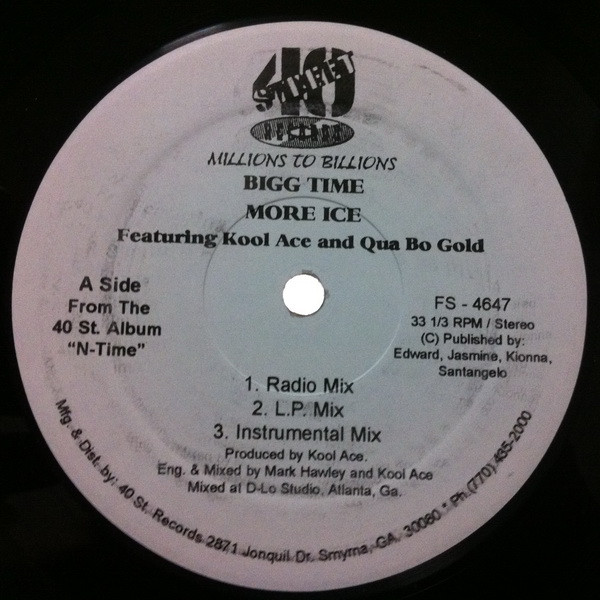 40
STREET
RECORDS
MILLIONS TO BILLIONS
BIGG TIME
MORE ICE
Featuring Kool Ace and Qua Bo Gold
A Side
From The
40 St. Album
"N-Time"
FS - 4647
33 1/3 RPM / Stereo
(C) Published by:
Edward, Jasmine, Kionna,
Santangelo
1. Radio Mix
2. L.P. Mix
3. Instrumental Mix
Produced by Kool Ace.
Eng. & Mixed by Mark Hawley and Kool Ace
Mixed at D-Lo Studio, Atlanta, Ga.
Mfg. & Dist. by: 40 St. Records 2871 Jonquil Dr. Smyrna, GA. 30080 * Ph.(770) 435-2000